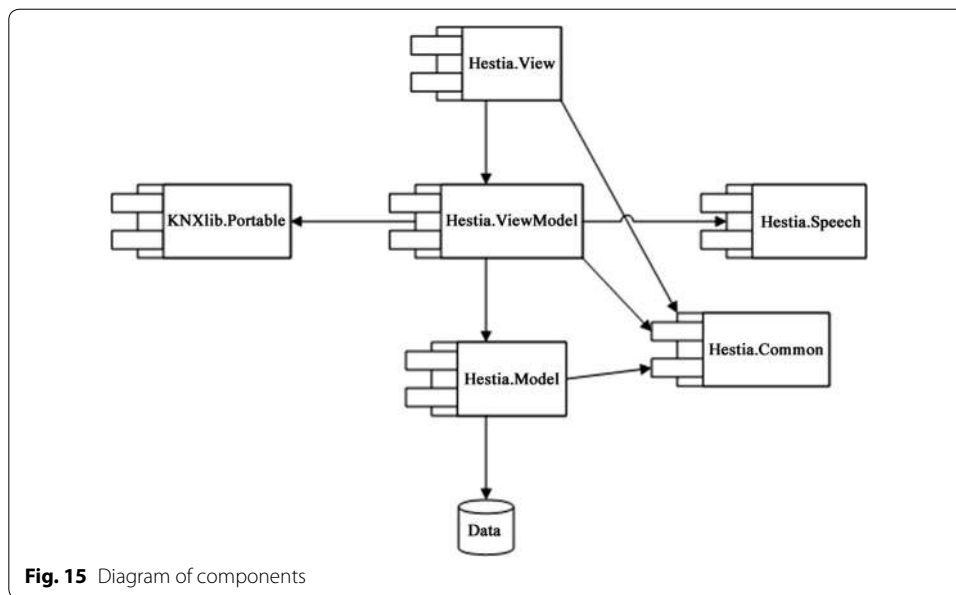 Hestia.View
KNXlib.Portable
Hestia.ViewModel
Hestia.Speech
Hestia.Common
Hestia.Model
Data
Fig. 15 Diagram of components